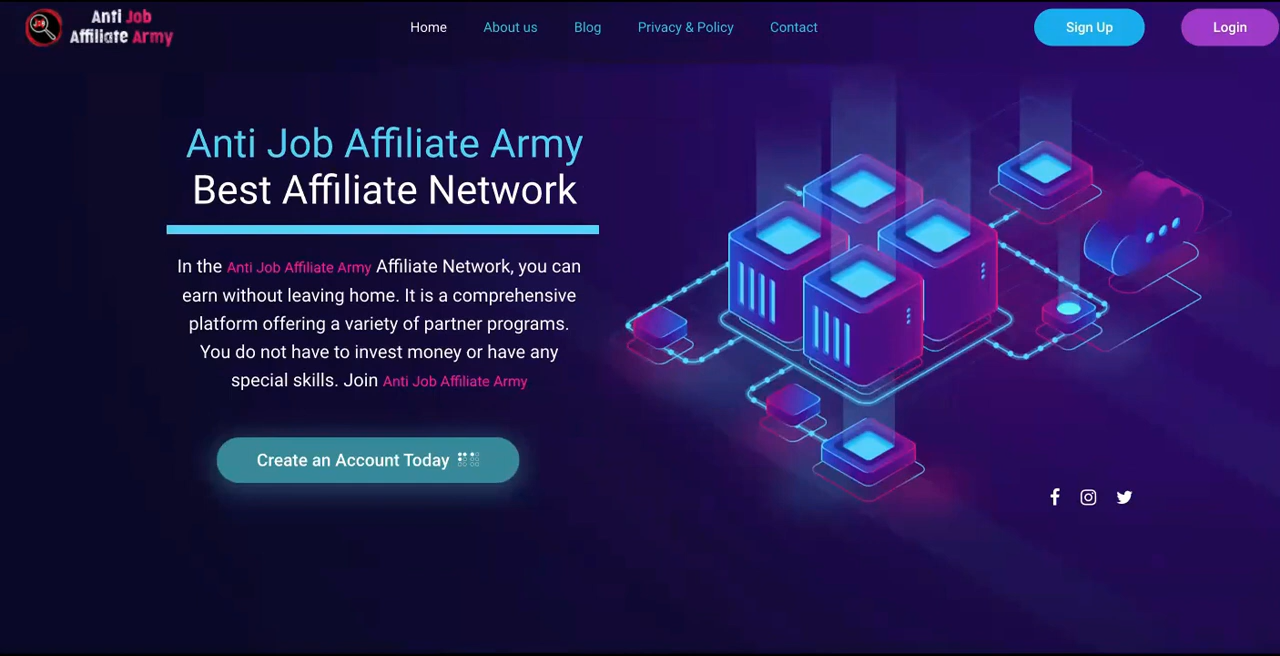 Anti Job
Affiliate Army
Home
About us
Blog
Privacy & Policy
Contact
Sign Up
Login
Anti Job Affiliate Army
Best Affiliate Network
In the Anti Job Affiliate Army Affiliate Network, you can
earn without leaving home. It is a comprehensive
platform offering a variety of partner programs.
You do not have to invest money or have any
special skills. Join Anti Job Affiliate Army
Create an Account Today